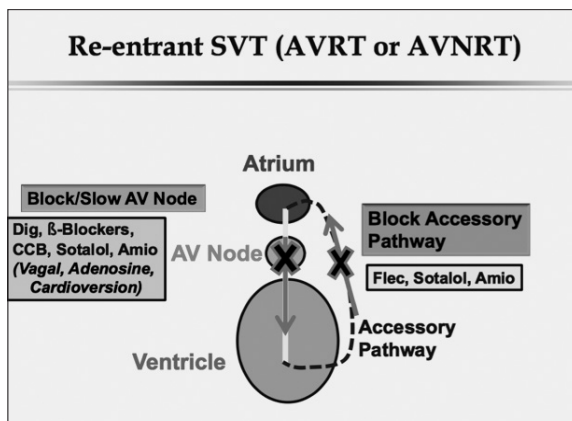 Re-entrant SVT (AVRT or AVNRT)
Atrium
Block/Slow AV Node
Dig, ß-Blockers,
CCB, Sotalol, Amio
(Vagal, Adenosine,
Cardioversion)
AV Node
Block Accessory
Pathway
Flec, Sotalol, Amio
Accessory
Pathway
Ventricle